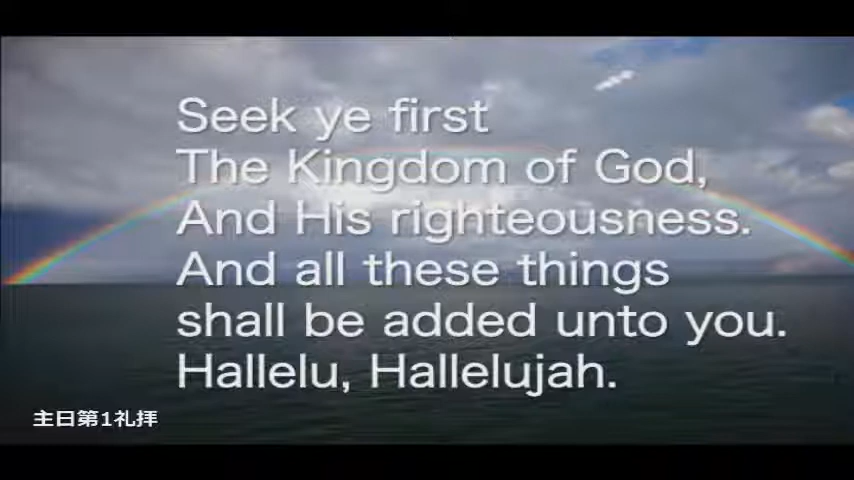 Seek ye first
The Kingdom of God,
And His righteousness.
And all these things
shall be added unto you.
Hallelu, Hallelujah.
主日第1礼拝